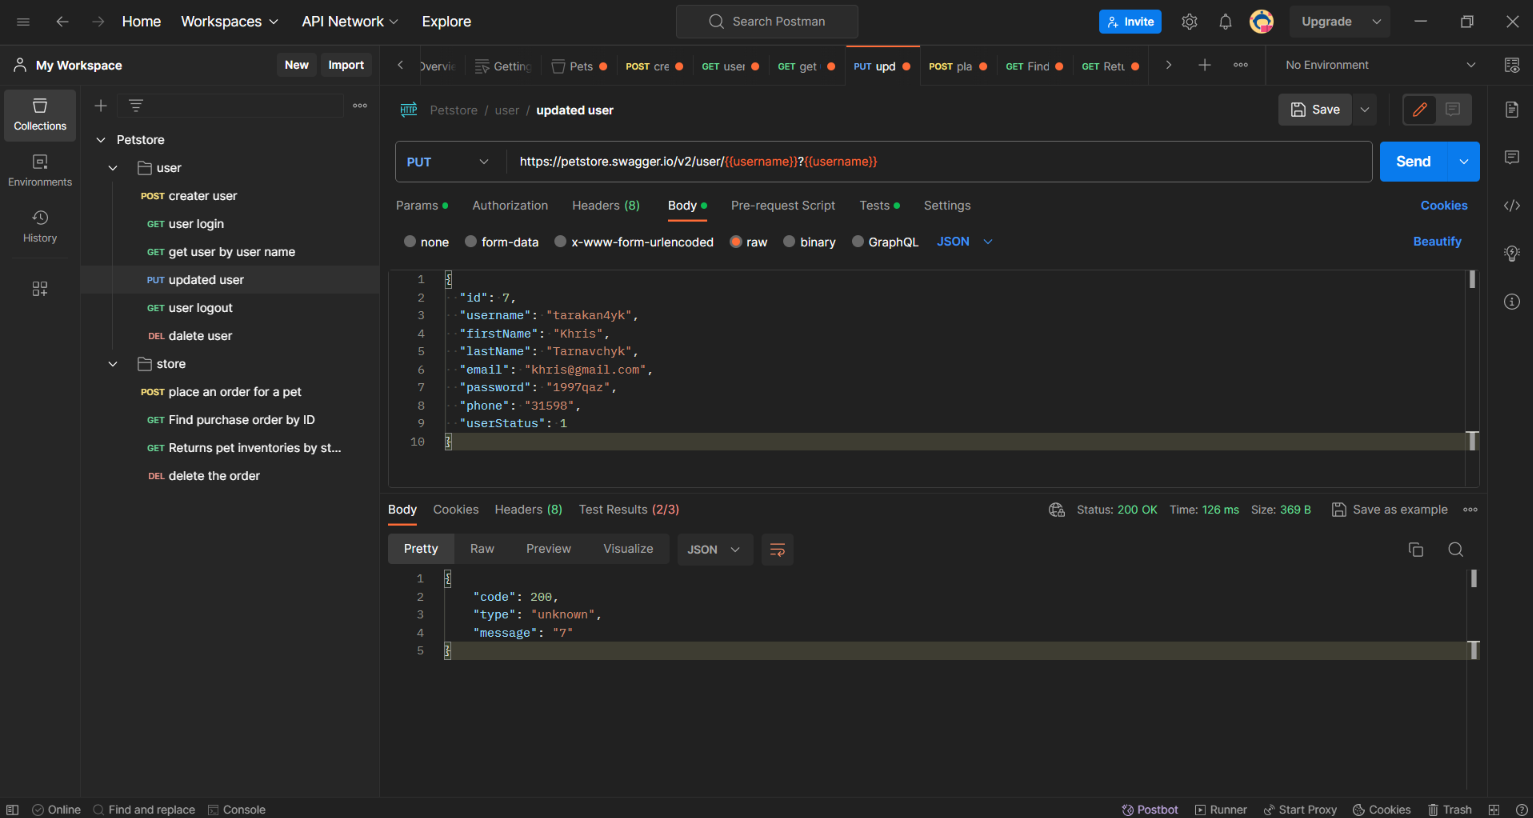 Home Workspaces API Network Explore Search Postman Invite Upgrade
My Workspace New Import Overvie Getting Pets POST cre GET user GET get PUT upd POST pla GET Find GET Retu No Environment
Collections
Environments
History
Petstore
user
POST creater user
GET user login
GET get user by user name
PUT updated user
GET user logout
DEL dalete user
store
POST place an order for a pet
GET Find purchase order by ID
GET Returns pet inventories by st...
DEL delete the order
HTTP Petstore / user / updated user Save
PUT https://petstore.swagger.io/v2/user/{{username}}?{{username}} Send
Params Authorization Headers (8) Body Pre-request Script Tests Settings Cookies
none form-data x-www-form-urlencoded raw binary GraphQL JSON Beautify
1 {
2 "id": 7,
3 "username": "tarakan4yk",
4 "firstName": "Khris",
5 "lastName": "Tarnavchyk",
6 "email": "khris@gmail.com",
7 "password": "1997qaz",
8 "phone": "31598",
9 "userStatus": 1
10 }
Body Cookies Headers (8) Test Results (2/3) Status: 200 OK Time: 126 ms Size: 369 B Save as example
Pretty Raw Preview Visualize JSON
1 {
2 "code": 200,
3 "type": "unknown",
4 "message": "7"
5 }
Online Find and replace Console Postbot Runner Start Proxy Cookies Trash